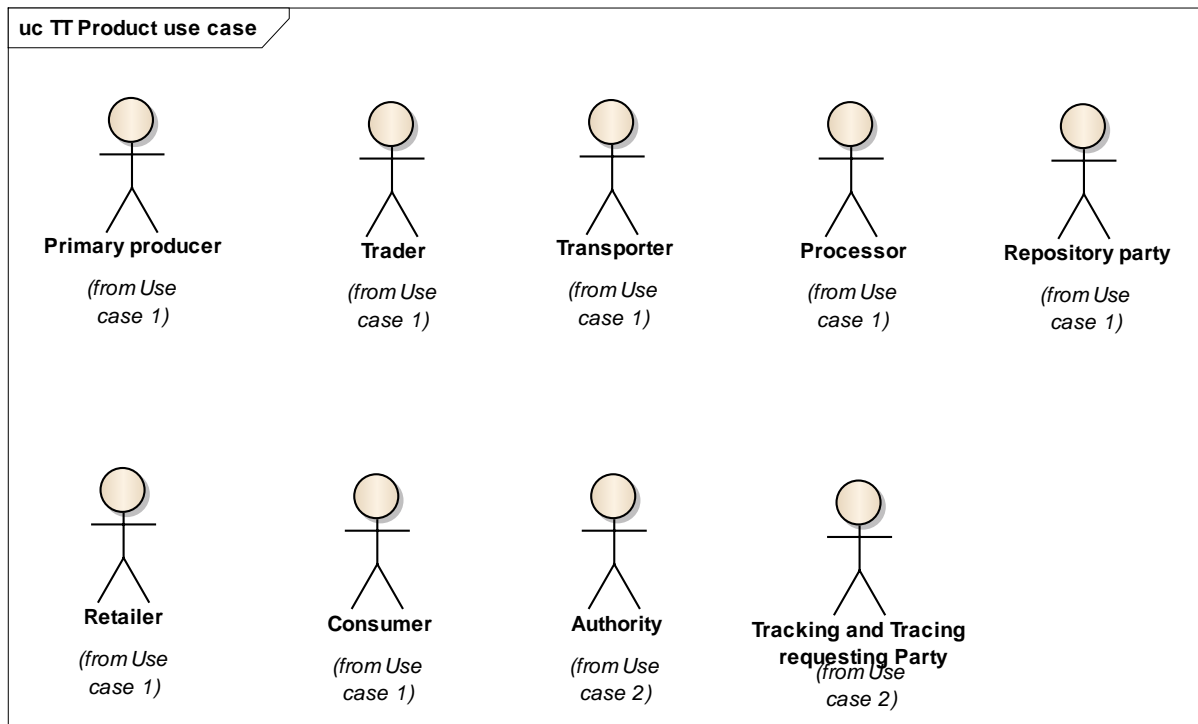 uc TT Product use case
Primary producer
(from Use
case 1)
Trader
(from Use
case 1)
Transporter
(from Use
case 1)
Processor
(from Use
case 1)
Repository party
(from Use
case 1)
Retailer
(from Use
case 1)
Consumer
(from Use
case 1)
Authority
(from Use
case 2)
Tracking and Tracing
requesting Party
(from Use
case 2)